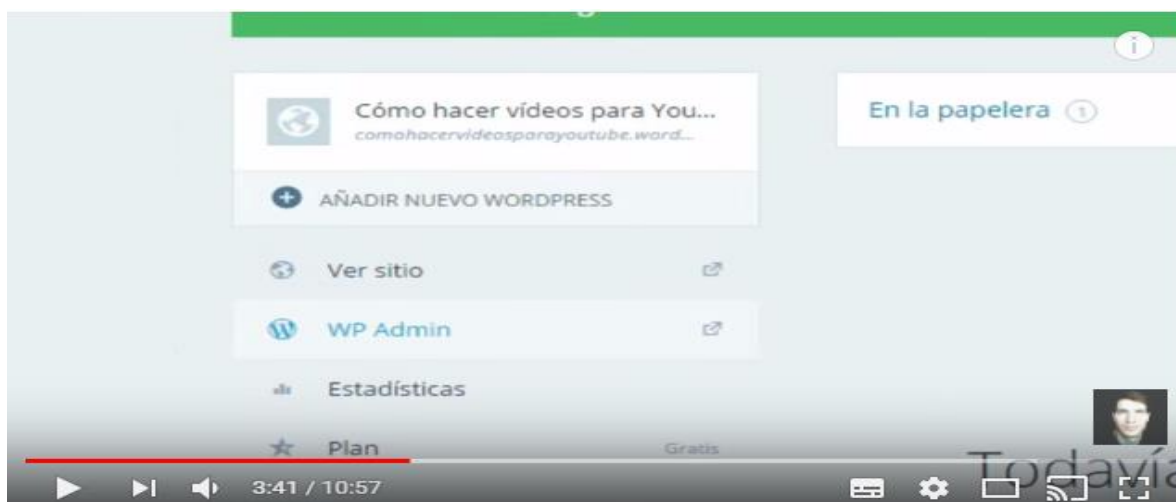 Cómo hacer vídeos para You...
comohacervideosparayoutube.word...
En la papelera 1
AÑADIR NUEVO WORDPRESS
Ver sitio
WP Admin
Estadísticas
Plan Gratis
Todavía
3:41 / 10:57